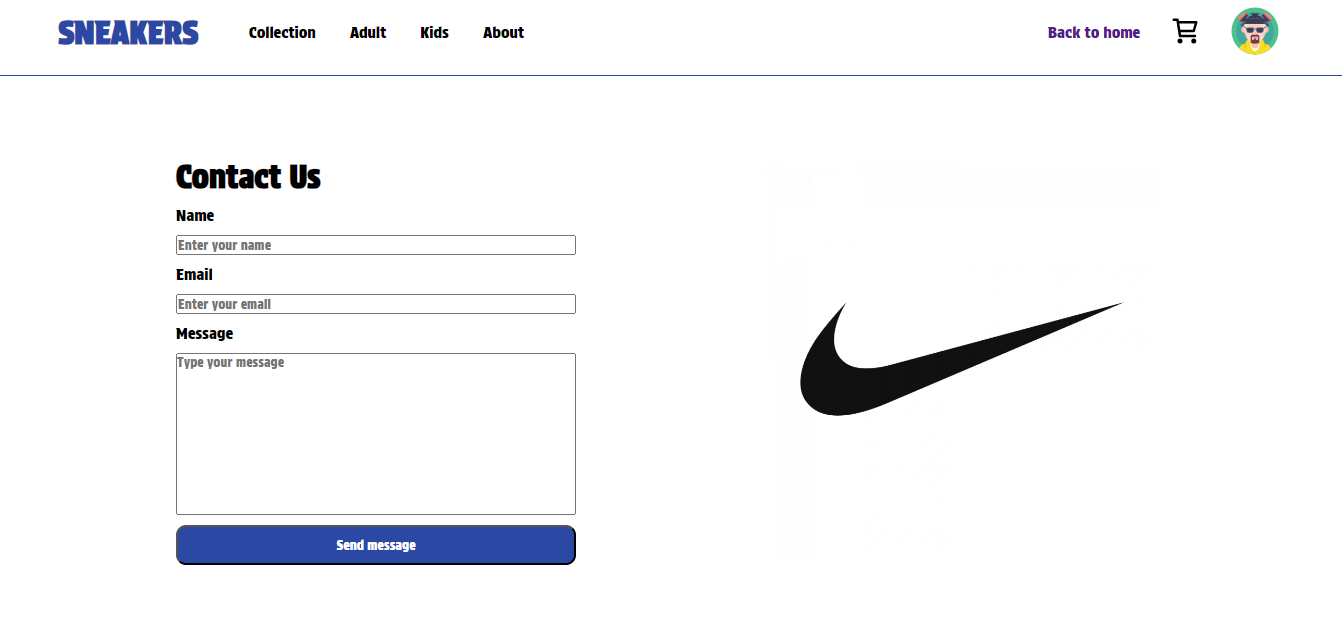 SNEAKERS Collection Adult Kids About Back to home
Contact Us
Name
Enter your name
Email
Enter your email
Message
Type your message
Send message